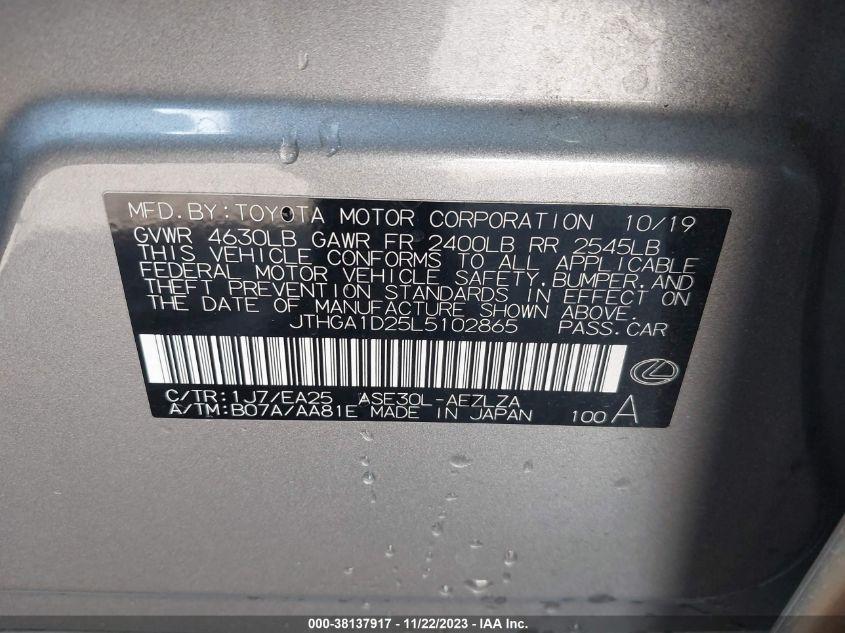 MFD.BY:TOYOTA MOTOR CORPORATION 10/19
GVWR 4630LB GAWR FR 2400LB RR 2545LB
THIS VEHICLE CONFORMS TO ALL APPLICABLE
FEDERAL MOTOR VEHICLE SAFETY,BUMPER,AND
THEFT PREVENTION STANDARDS IN EFFECT ON
THE DATE OF MANUFACTURE SHOWN ABOVE.
JTHGA1D25L5102865 PASS.CAR
C/TR:1J7/EA25 ASE30L-AEZLZA
A/TM:B07A/AA81E MADE IN JAPAN 100A
000-38137917 - 11/22/2023 - IAA Inc.